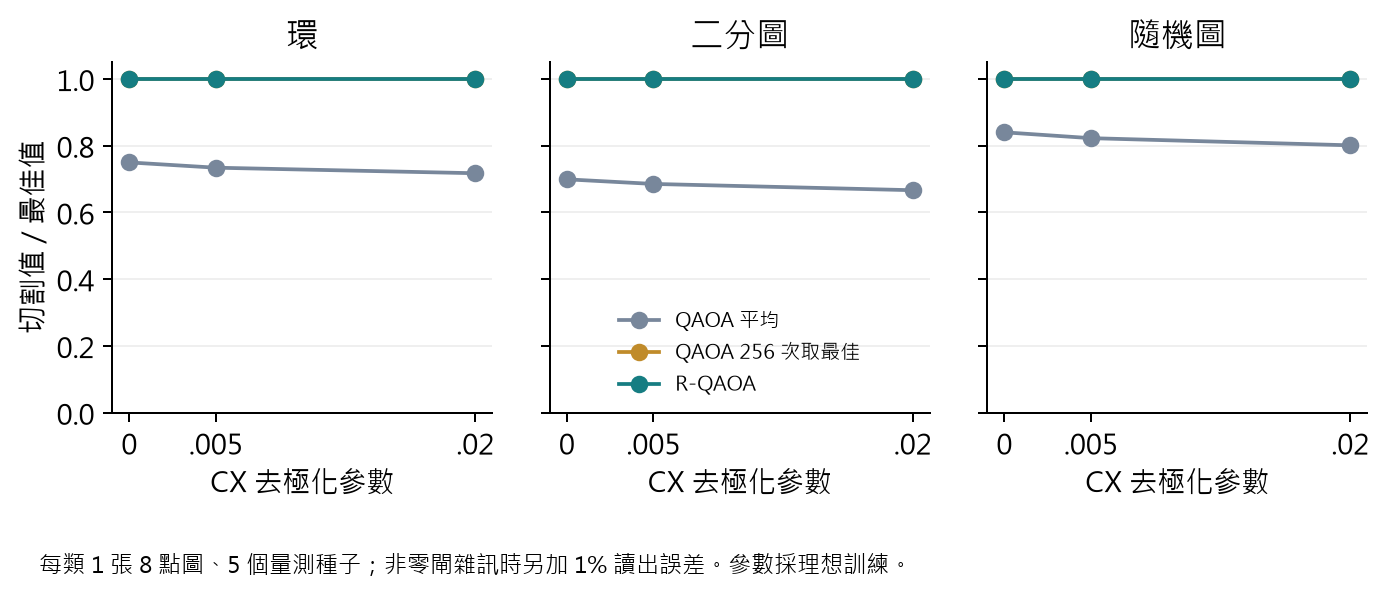 環
二分圖
隨機圖
切割值 / 最佳值
1.0
0.8
0.6
0.4
0.2
0.0
QAOA 平均
QAOA 256 次取最佳
R-QAOA
0 .005 .02
0 .005 .02
0 .005 .02
CX 去極化參數
CX 去極化參數
CX 去極化參數
每類 1 張 8 點圖、5 個量測種子；非零閘雜訊時另加 1% 讀出誤差。參數採理想訓練。